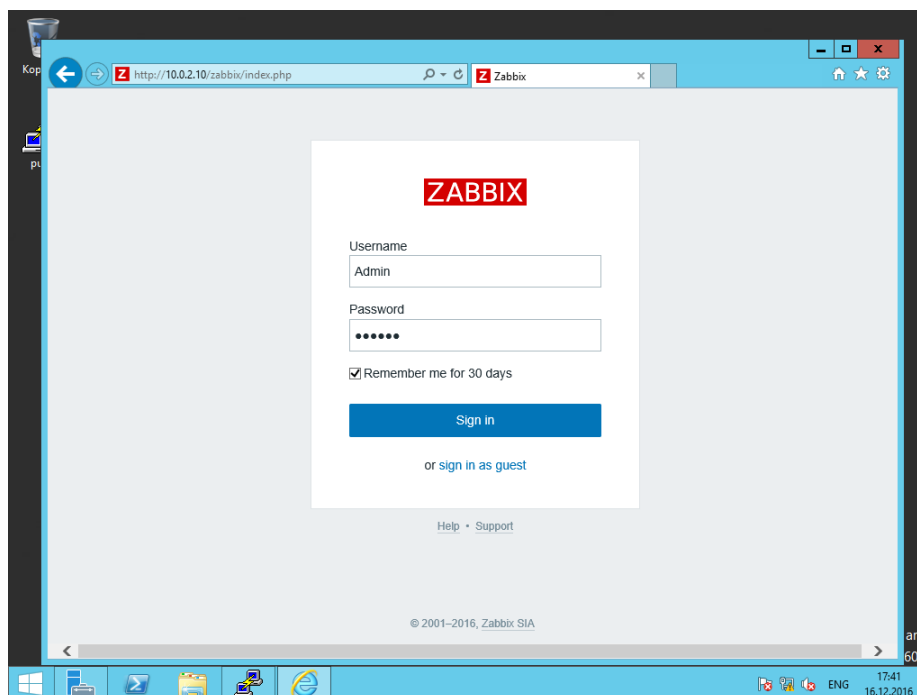 Kop
http://10.0.2.10/zabbix/index.php
Zabbix
pu
ZABBIX
Username
Admin
Password
••••••
Remember me for 30 days
Sign in
or sign in as guest
Help • Support
© 2001–2016, Zabbix SIA
ar
60
ENG
17:41
16.12.2016